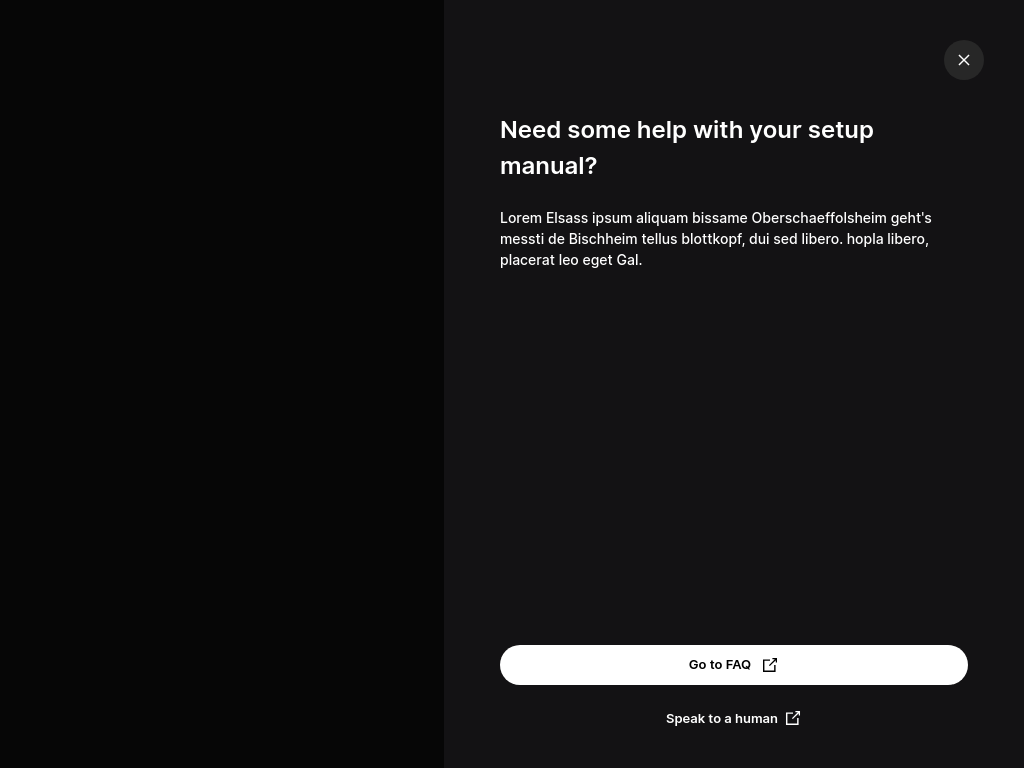 Need some help with your setup
manual?
Lorem Elsass ipsum aliquam bissame Oberschaeffolsheim geht's
messti de Bischheim tellus blottkopf, dui sed libero. hopla libero,
placerat leo eget Gal.
Go to FAQ
Speak to a human